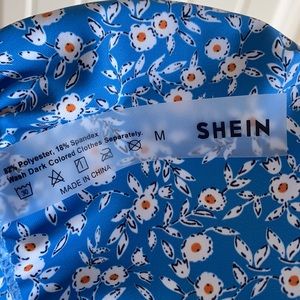 82% Polyester, 18% Spandex
Wash Dark Colored Clothes Separately.
MADE IN CHINA
M
SHEIN